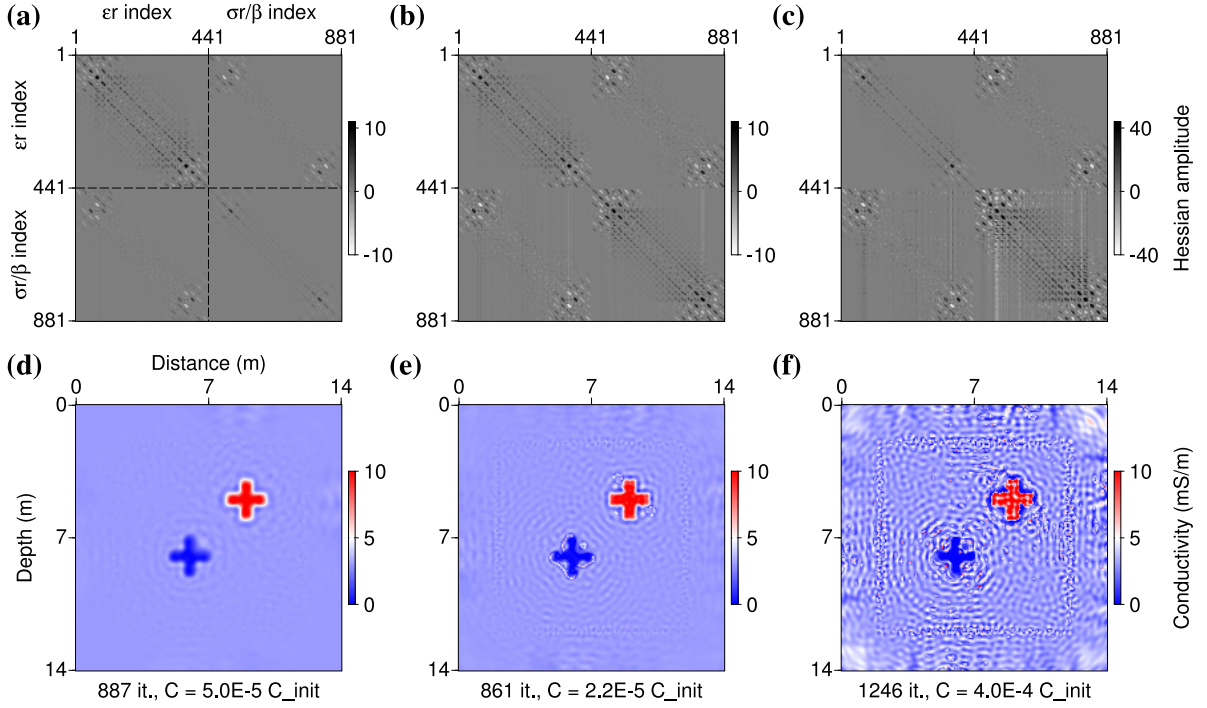 (a) εr index σr/β index
1 441 881
1
εr index
441
σr/β index
881
10
0
-10
(b)
1 441 881
1
441
881
10
0
-10
(c)
1 441 881
1
441
881
40
0
-40
Hessian amplitude
(d) Distance (m)
0 7 14
0
Depth (m)
7
14
10
5
0
887 it., C = 5.0E-5 C_init
(e)
0 7 14
0
7
14
10
5
0
861 it., C = 2.2E-5 C_init
(f)
0 7 14
0
7
14
10
5
0
Conductivity (mS/m)
1246 it., C = 4.0E-4 C_init